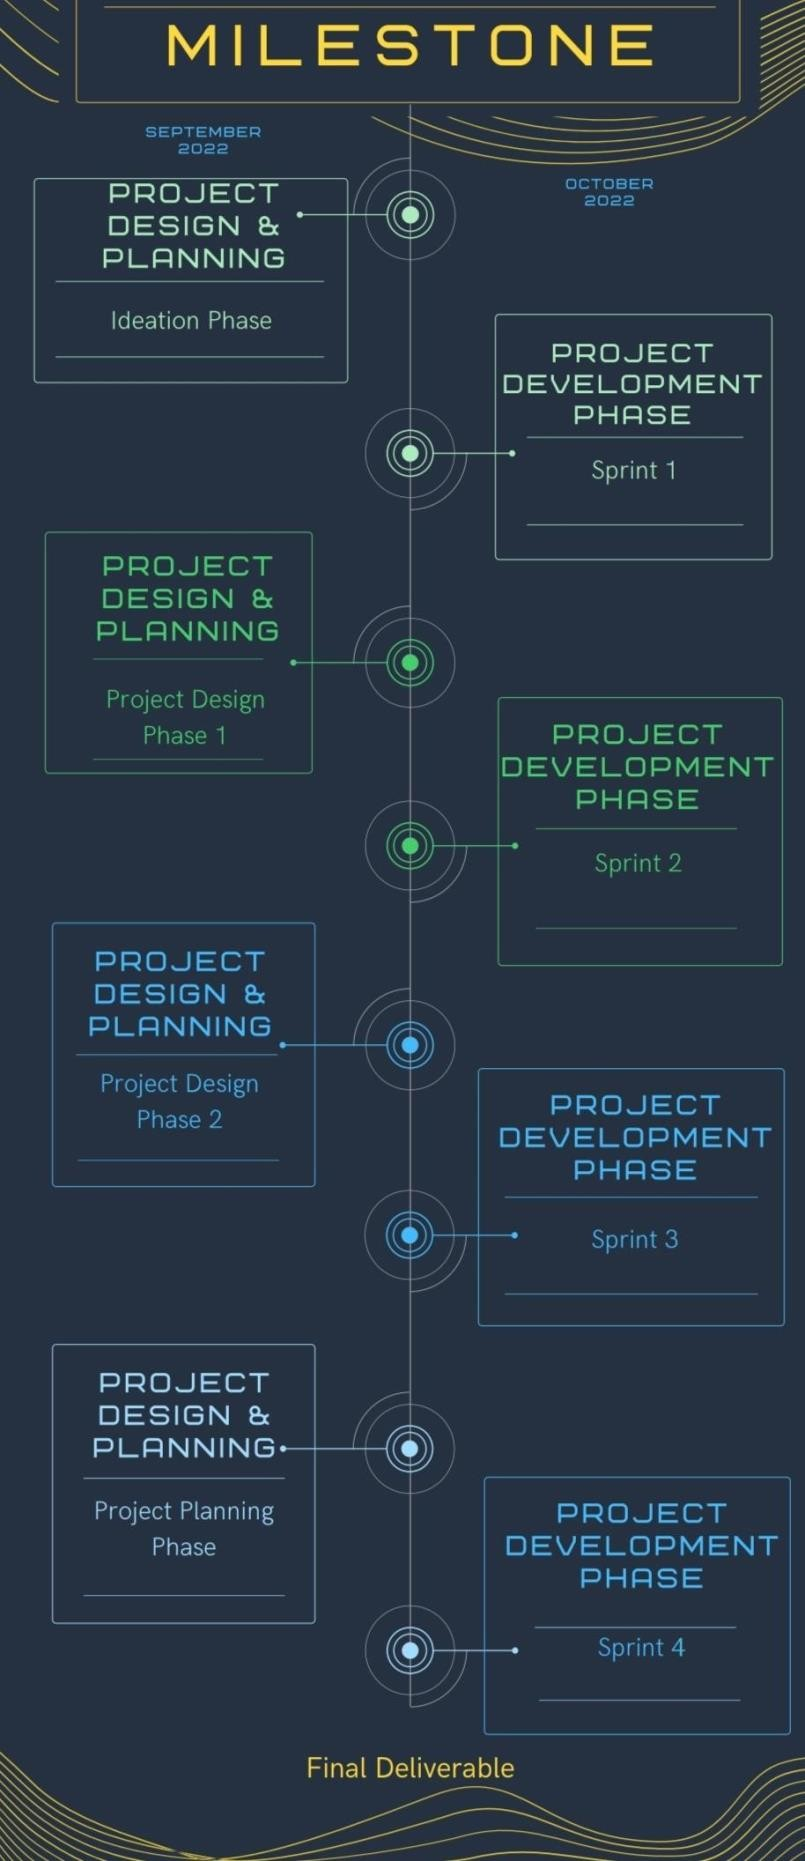 MILESTONE
SEPTEMBER
2022
OCTOBER
2022
PROJECT
DESIGN &
PLANNING
Ideation Phase
PROJECT
DEVELOPMENT
PHASE
Sprint 1
PROJECT
DESIGN &
PLANNING
Project Design
Phase 1
PROJECT
DEVELOPMENT
PHASE
Sprint 2
PROJECT
DESIGN &
PLANNING
Project Design
Phase 2
PROJECT
DEVELOPMENT
PHASE
Sprint 3
PROJECT
DESIGN &
PLANNING
Project Planning
Phase
PROJECT
DEVELOPMENT
PHASE
Sprint 4
Final Deliverable